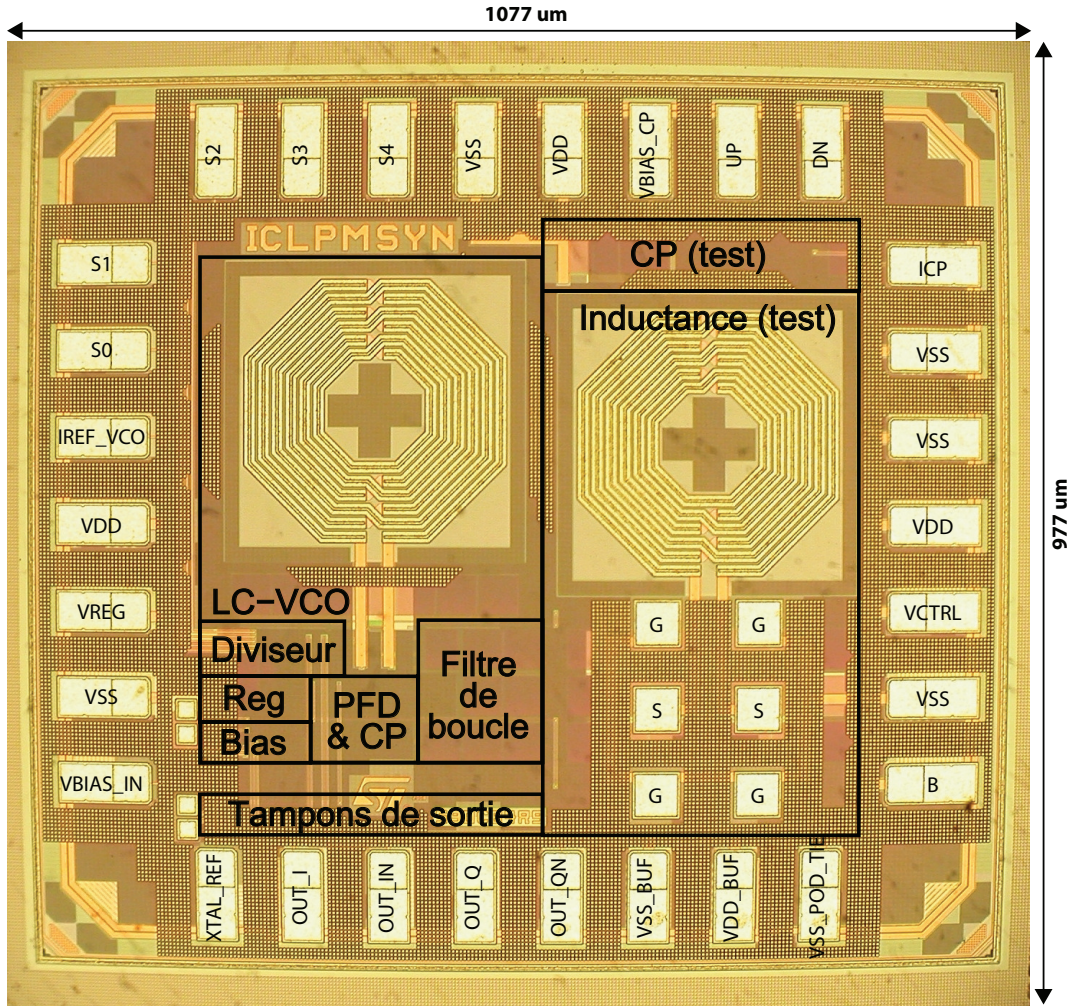 1077 um
977 um
S2
S3
S4
VSS
VDD
VBIAS_CP
UP
DN
ICLPMSYN
CP (test)
S1
ICP
Inductance (test)
S0
VSS
IREF_VCO
VSS
VDD
VDD
LC–VCO
VREG
VCTRL
G
G
Diviseur
Filtre
de
boucle
Reg
PFD
& CP
VSS
VSS
S
S
Bias
VBIAS_IN
B
G
G
ST
Tampons de sortie
XTAL_REF
OUT_I
OUT_IN
OUT_Q
OUT_QN
VSS_BUF
VDD_BUF
VSS_POD_TIE